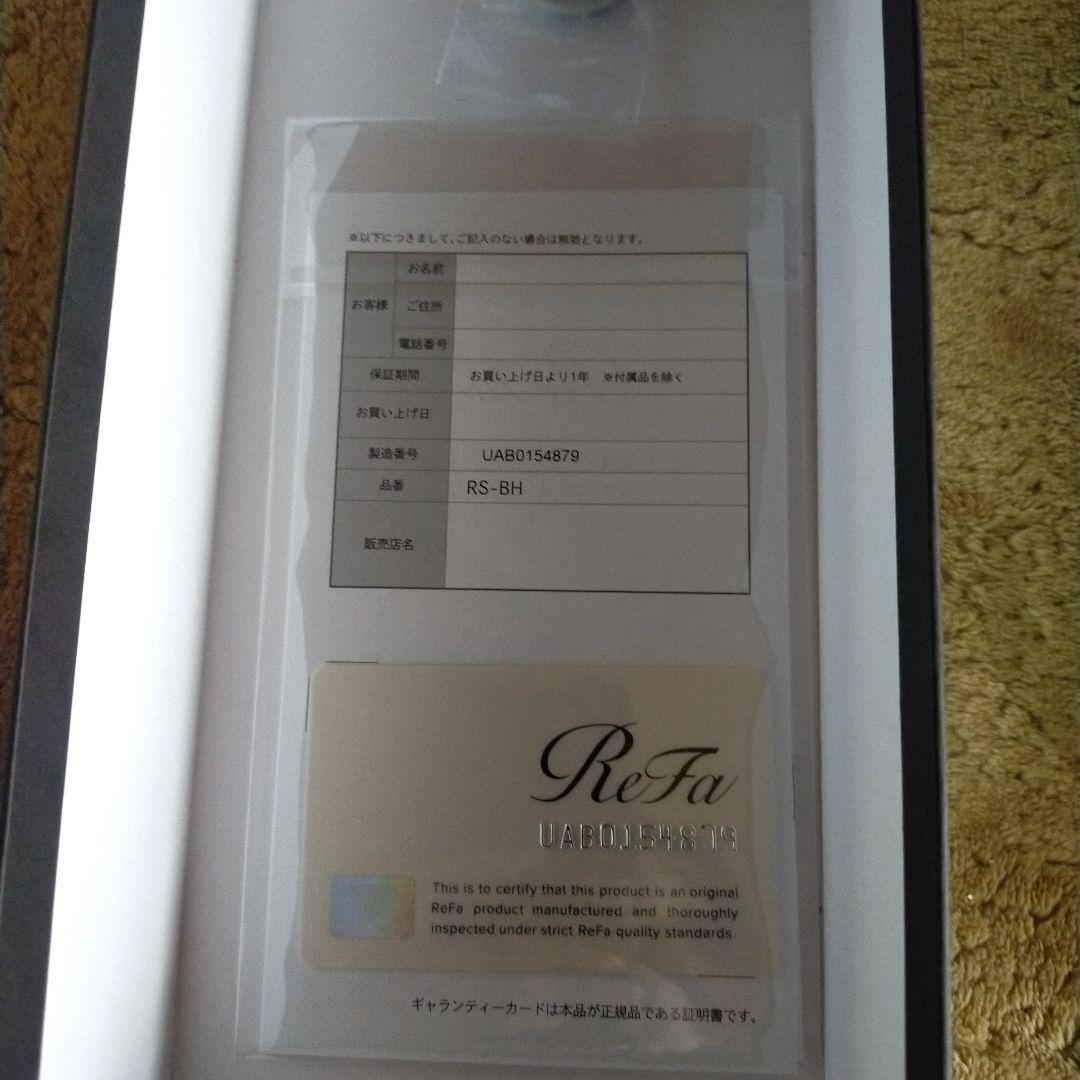 ※以下につきまして、ご記入のない場合は無効となります。
お客様
お名前
ご住所
電話番号
保証期間 お買い上げ日より1年 ※付属品を除く
お買い上げ日
製造番号 UAB0154879
品番 RS-BH
販売店名
ReFa
UAB0154879
This is to certify that this product is an original
ReFa product manufactured and thoroughly
inspected under strict ReFa quality standards.
ギャランティーカードは本品が正規品である証明書です。